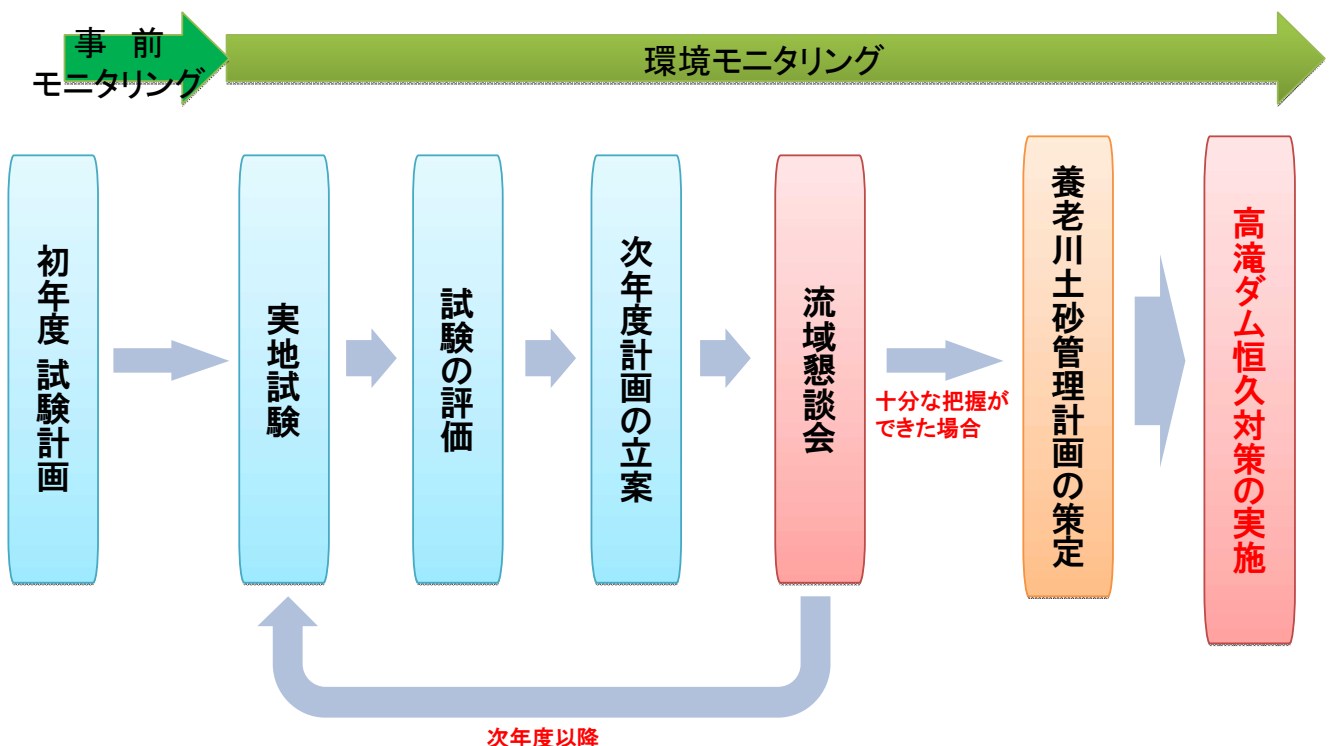 事 前
モニタリング
環境モニタリング
初年度 試験計画
実地試験
試験の評価
次年度計画の立案
流域懇談会
十分な把握が
できた場合
養老川土砂管理計画の策定
高滝ダム恒久対策の実施
次年度以降